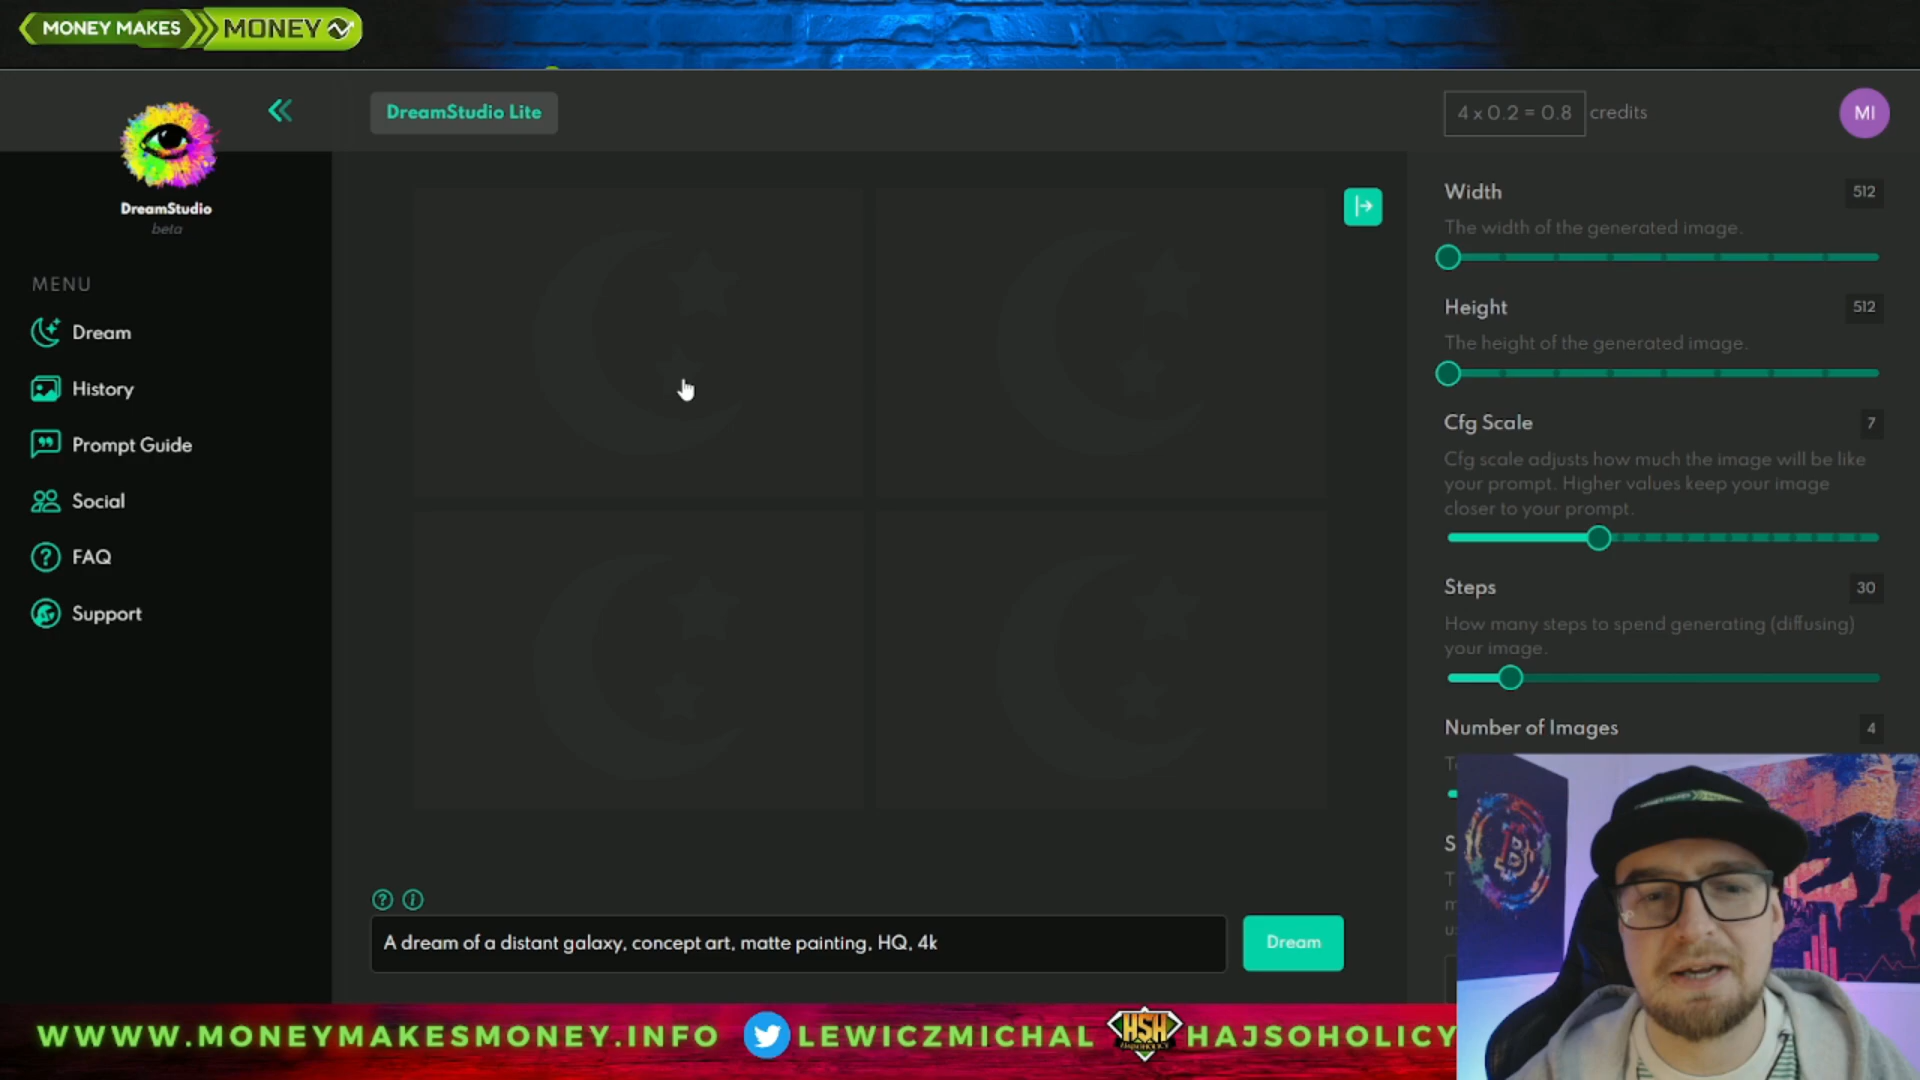 MONEY MAKES MONEY
DreamStudio
beta
MENU
Dream
History
Prompt Guide
Social
FAQ
Support
DreamStudio Lite
4 x 0.2 = 0.8 credits
MI
Width 512
The width of the generated image.
Height 512
The height of the generated image.
Cfg Scale 7
Cfg scale adjusts how much the image will be like
your prompt. Higher values keep your image
closer to your prompt.
Steps 30
How many steps to spend generating (diffusing)
your image.
Number of Images 4
A dream of a distant galaxy, concept art, matte painting, HQ, 4k
Dream
WWWW.MONEYMAKESMONEY.INFO LEWICZMICHAL HSH HAJSOHOLICY